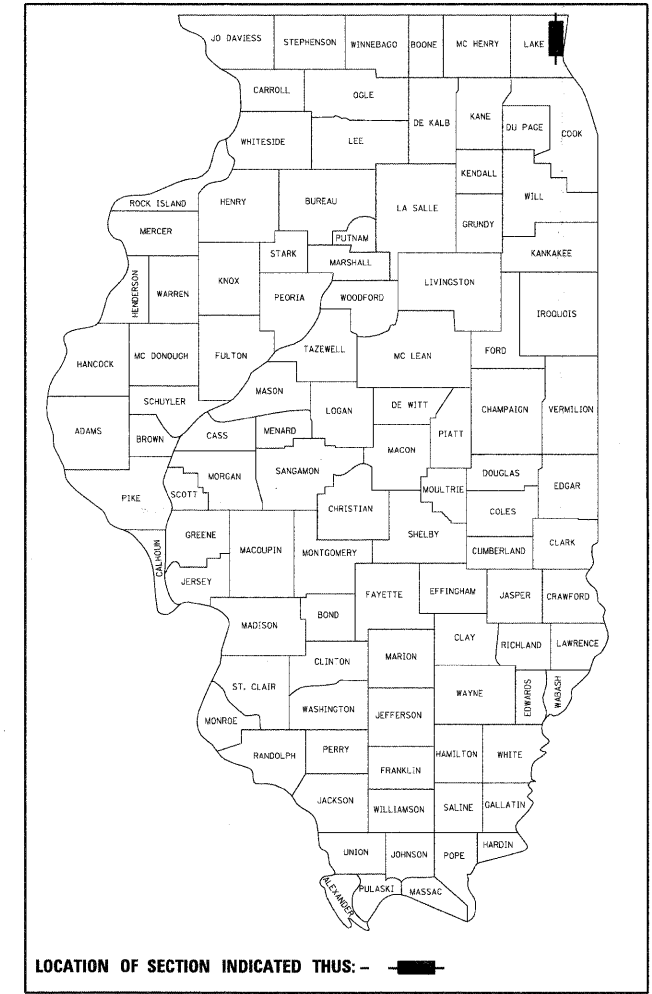 JO DAVIESS
STEPHENSON
WINNEBAGO
BOONE
MC HENRY
LAKE
CARROLL
OGLE
DE KALB
KANE
DU PAGE
COOK
WHITESIDE
LEE
KENDALL
WILL
ROCK ISLAND
HENRY
BUREAU
LA SALLE
GRUNDY
MERCER
PUTNAM
STARK
MARSHALL
KANKAKEE
HENDERSON
WARREN
KNOX
PEORIA
WOODFORD
LIVINGSTON
IROQUOIS
HANCOCK
MC DONOUGH
FULTON
TAZEWELL
MC LEAN
FORD
SCHUYLER
MASON
LOGAN
DE WITT
CHAMPAIGN
VERMILION
ADAMS
BROWN
CASS
MENARD
MACON
PIATT
PIKE
SCOTT
MORGAN
SANGAMON
CHRISTIAN
MOULTRIE
DOUGLAS
EDGAR
COLES
CALHOUN
GREENE
MACOUPIN
MONTGOMERY
SHELBY
CUMBERLAND
CLARK
JERSEY
FAYETTE
EFFINGHAM
JASPER
CRAWFORD
MADISON
BOND
CLAY
RICHLAND
LAWRENCE
CLINTON
MARION
ST. CLAIR
WAYNE
EDWARDS
WABASH
MONROE
WASHINGTON
JEFFERSON
RANDOLPH
PERRY
HAMILTON
WHITE
FRANKLIN
JACKSON
WILLIAMSON
SALINE
GALLATIN
UNION
JOHNSON
POPE
HARDIN
ALEXANDER
PULASKI
MASSAC
LOCATION OF SECTION INDICATED THUS: –